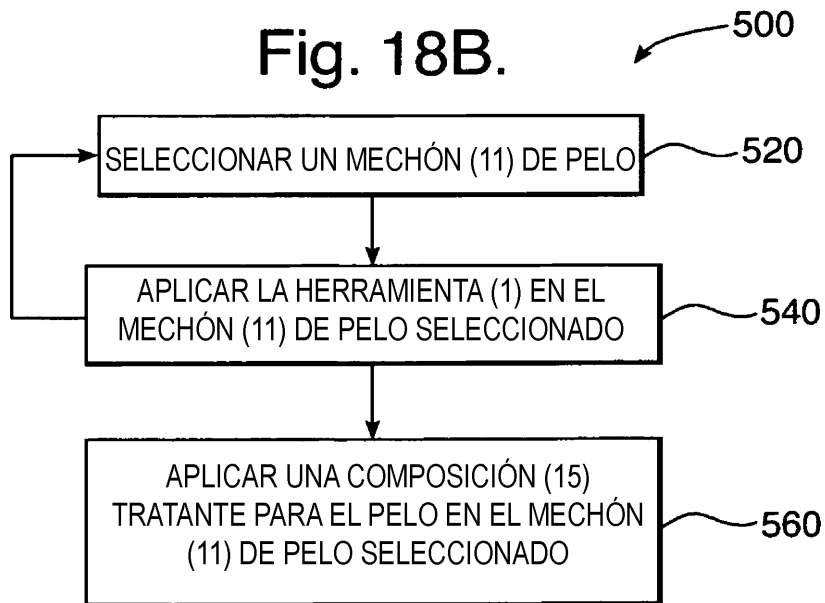 Fig. 18B.
500
SELECCIONAR UN MECHÓN (11) DE PELO
520
APLICAR LA HERRAMIENTA (1) EN EL
MECHÓN (11) DE PELO SELECCIONADO
540
APLICAR UNA COMPOSICIÓN (15)
TRATANTE PARA EL PELO EN EL MECHÓN
(11) DE PELO SELECCIONADO
560